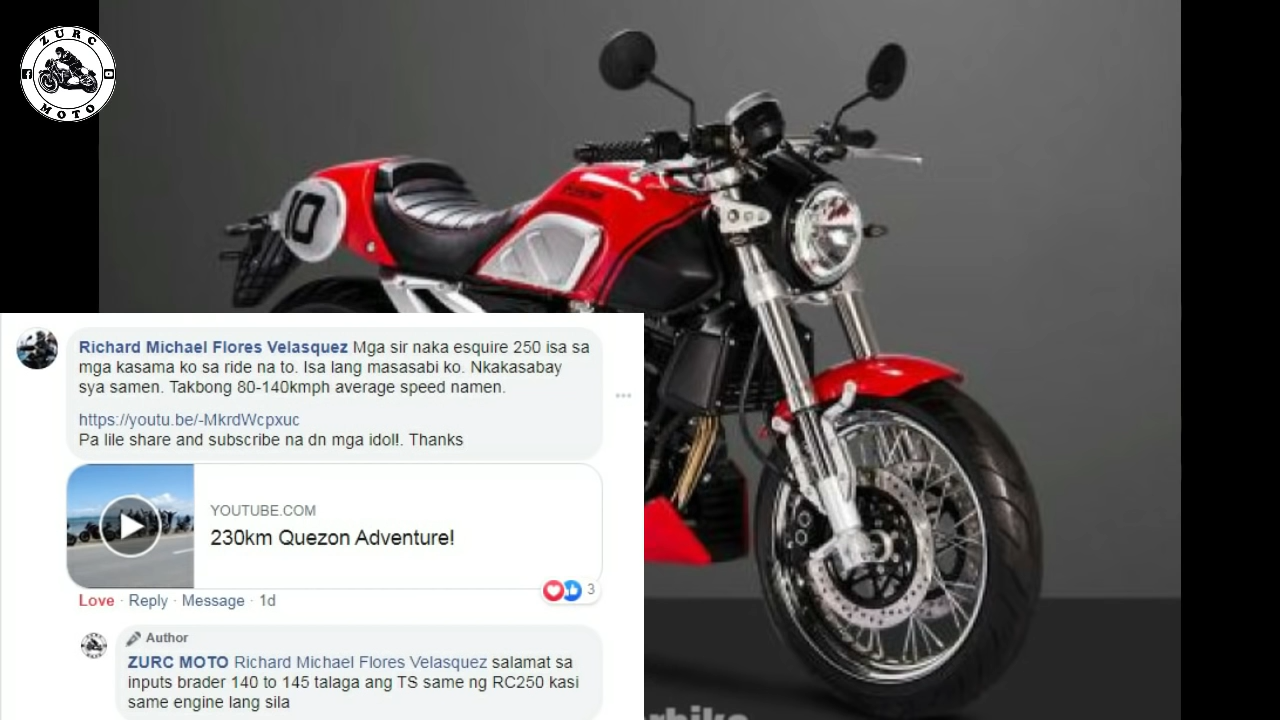 ZURC
MOTO
10
Richard Michael Flores Velasquez Mga sir naka esquire 250 isa sa
mga kasama ko sa ride na to. Isa lang masasabi ko. Nkakasabay
sya samen. Takbong 80-140kmph average speed namen.
https://youtu.be/-MkrdWcpxuc
Pa lile share and subscribe na dn mga idol!. Thanks
YOUTUBE.COM
230km Quezon Adventure!
Love · Reply · Message · 1d
3
Author
ZURC MOTO Richard Michael Flores Velasquez salamat sa
inputs brader 140 to 145 talaga ang TS same ng RC250 kasi
same engine lang sila